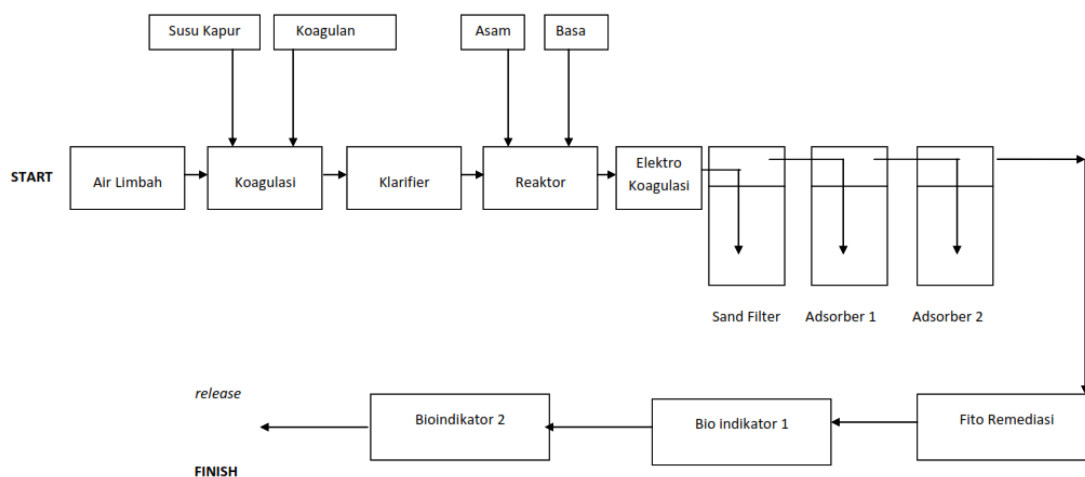 Susu Kapur
Koagulan
Asam
Basa
START
Air Limbah
Koagulasi
Klarifier
Reaktor
Elektro
Koagulasi
Sand Filter
Adsorber 1
Adsorber 2
release
Bioindikator 2
Bio indikator 1
Fito Remediasi
FINISH